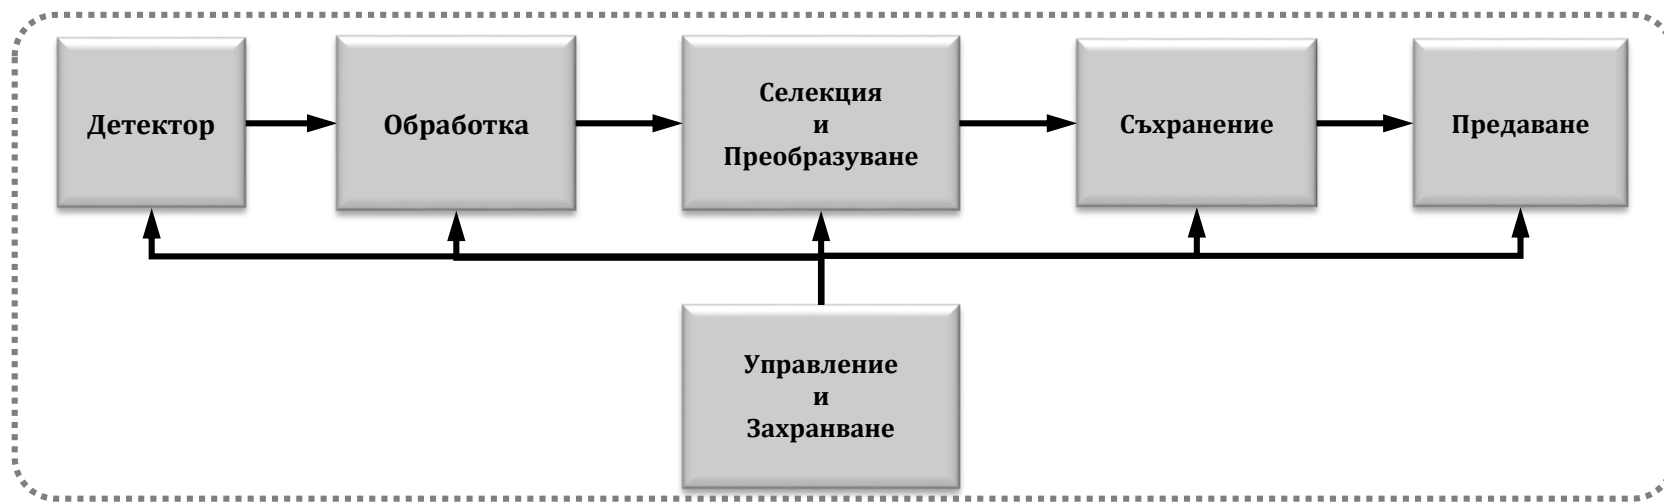 Детектор
Обработка
Селекция
и
Преобразуване
Съхранение
Предаване
Управление
и
Захранване